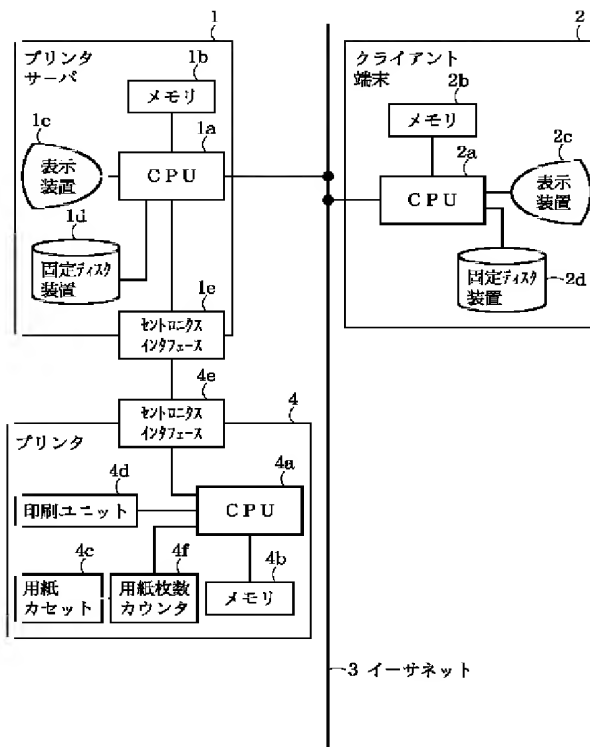 1
プリンタ
サーバ
1b
メモリ
1c
表示
装置
1a
CPU
1d
固定ディスク
装置
1e
セントロニクス
インタフェース
2
クライアント
端末
2b
メモリ
2a
CPU
2c
表示
装置
固定ディスク
装置
2d
4e
セントロニクス
インタフェース
4
プリンタ
4d
印刷ユニット
4a
CPU
4c
用紙
カセット
4f
用紙枚数
カウンタ
4b
メモリ
3 イーサネット